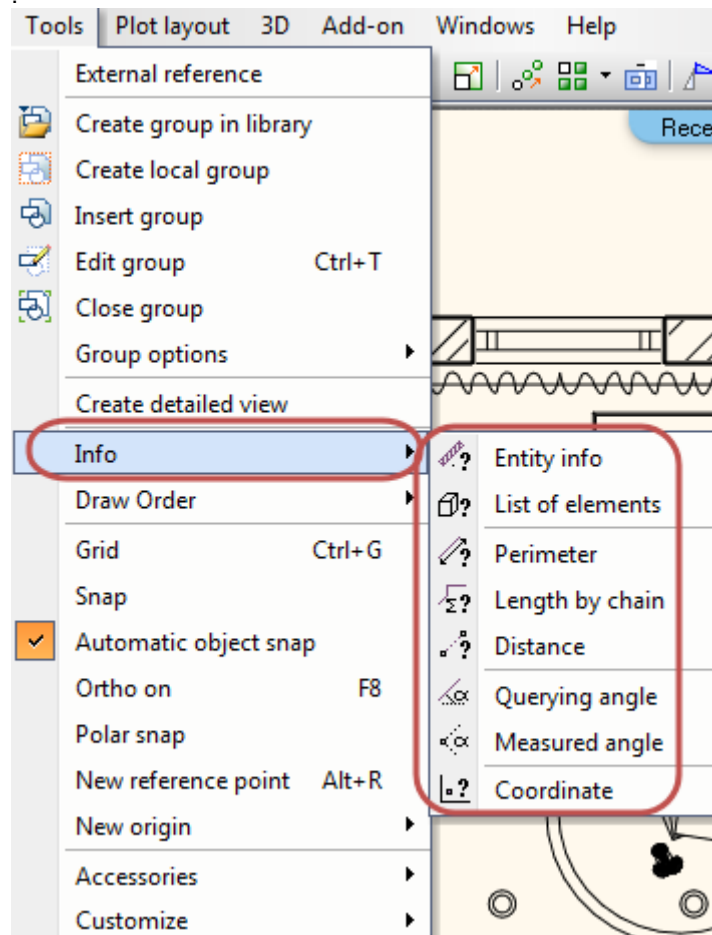 .
Tools Plot layout 3D Add-on Windows Help
External reference
Rece
Create group in library
Create local group
Insert group
Edit group Ctrl+T
Close group
Group options
Create detailed view
Info
Entity info
Draw Order
List of elements
Grid Ctrl+G
Perimeter
Snap
Length by chain
Automatic object snap
Distance
Ortho on F8
Querying angle
Polar snap
Measured angle
New reference point Alt+R
Coordinate
New origin
Accessories
Customize